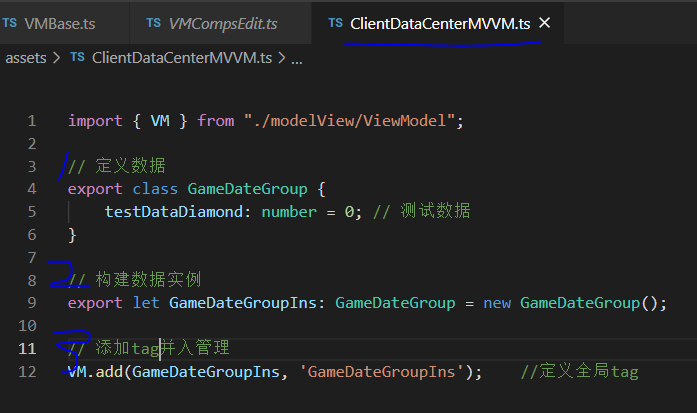 TS VMBase.ts TS VMCompsEdit.ts TS ClientDataCenterMVVM.ts ×
assets > TS ClientDataCenterMVVM.ts > ...
1 import { VM } from "./modelView/ViewModel";
2
3 // 定义数据
4 export class GameDateGroup {
5 testDataDiamond: number = 0; // 测试数据
6 }
7
8 // 构建数据实例
9 export let GameDateGroupIns: GameDateGroup = new GameDateGroup();
10
11 // 添加tag并入管理
12 VM.add(GameDateGroupIns, 'GameDateGroupIns'); //定义全局tag